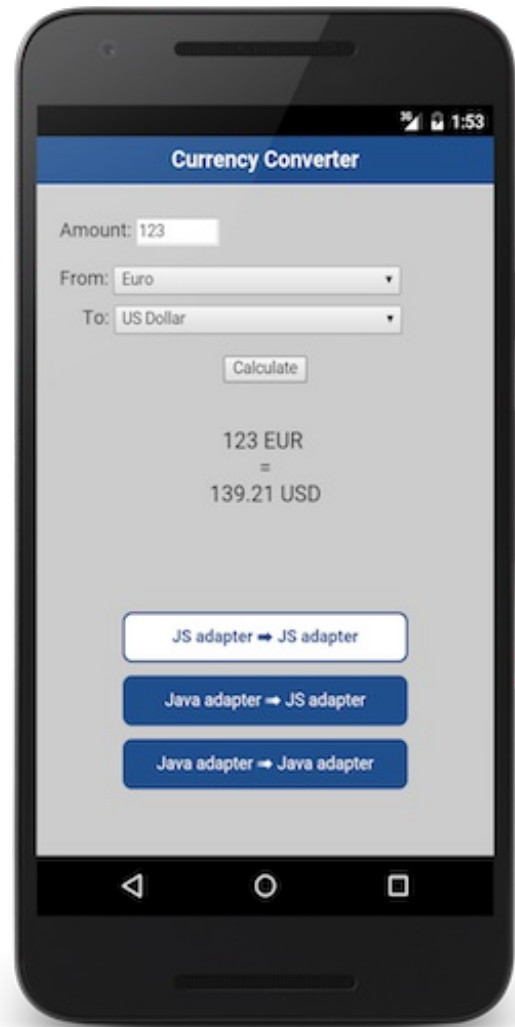 3G 1:53
Currency Converter
Amount: 123
From: Euro
To: US Dollar
Calculate
123 EUR
=
139.21 USD
JS adapter ➡ JS adapter
Java adapter ➡ JS adapter
Java adapter ➡ Java adapter